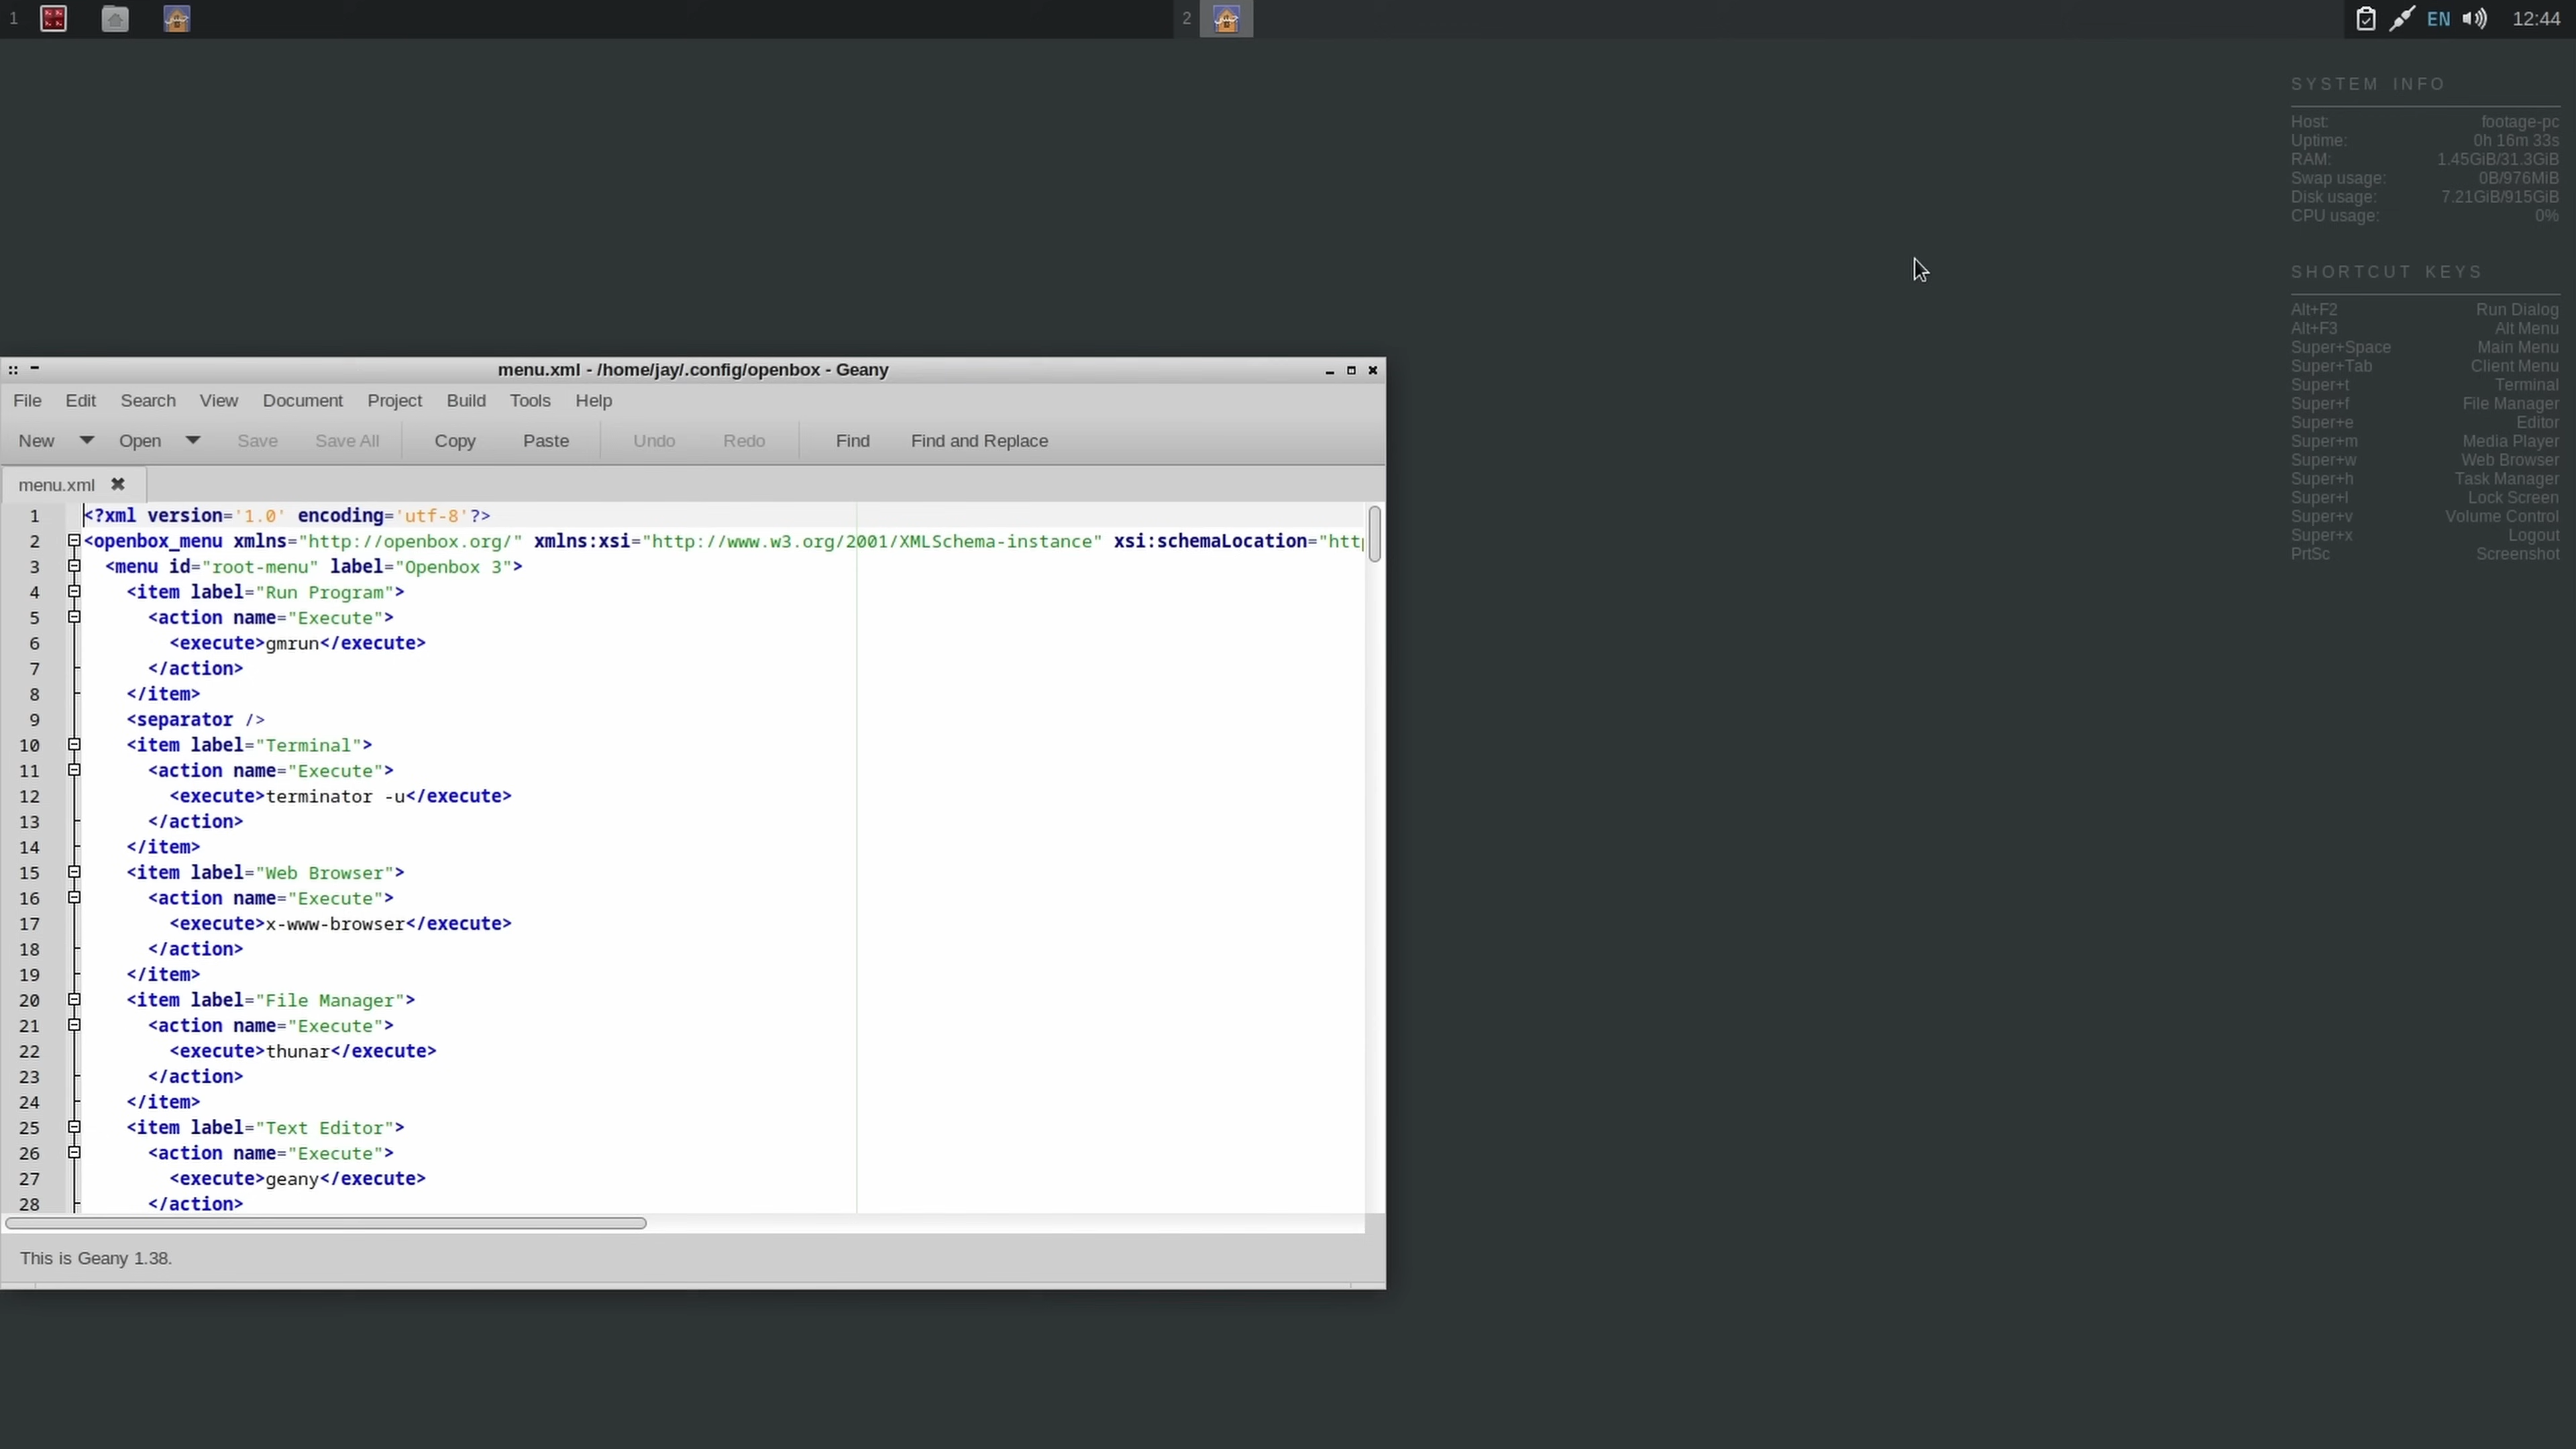 1 2 EN 12:44
SYSTEM INFO
Host: footage-pc
Uptime: 0h 16m 33s
RAM: 1.45GiB/31.3GiB
Swap usage: 0B/976MiB
Disk usage: 7.21GiB/915GiB
CPU usage: 0%
SHORTCUT KEYS
Alt+F2 Run Dialog
Alt+F3 Alt Menu
Super+Space Main Menu
Super+Tab Client Menu
Super+t Terminal
Super+f File Manager
Super+e Editor
Super+m Media Player
Super+w Web Browser
Super+h Task Manager
Super+l Lock Screen
Super+v Volume Control
Super+x Logout
PrtSc Screenshot
menu.xml - /home/jay/.config/openbox - Geany
File Edit Search View Document Project Build Tools Help
New Open Save Save All Copy Paste Undo Redo Find Find and Replace
menu.xml
1 <?xml version='1.0' encoding='utf-8'?>
2 <openbox_menu xmlns="http://openbox.org/" xmlns:xsi="http://www.w3.org/2001/XMLSchema-instance" xsi:schemaLocation="http
3 <menu id="root-menu" label="Openbox 3">
4 <item label="Run Program">
5 <action name="Execute">
6 <execute>gmrun</execute>
7 </action>
8 </item>
9 <separator />
10 <item label="Terminal">
11 <action name="Execute">
12 <execute>terminator -u</execute>
13 </action>
14 </item>
15 <item label="Web Browser">
16 <action name="Execute">
17 <execute>x-www-browser</execute>
18 </action>
19 </item>
20 <item label="File Manager">
21 <action name="Execute">
22 <execute>thunar</execute>
23 </action>
24 </item>
25 <item label="Text Editor">
26 <action name="Execute">
27 <execute>geany</execute>
28 </action>
This is Geany 1.38.